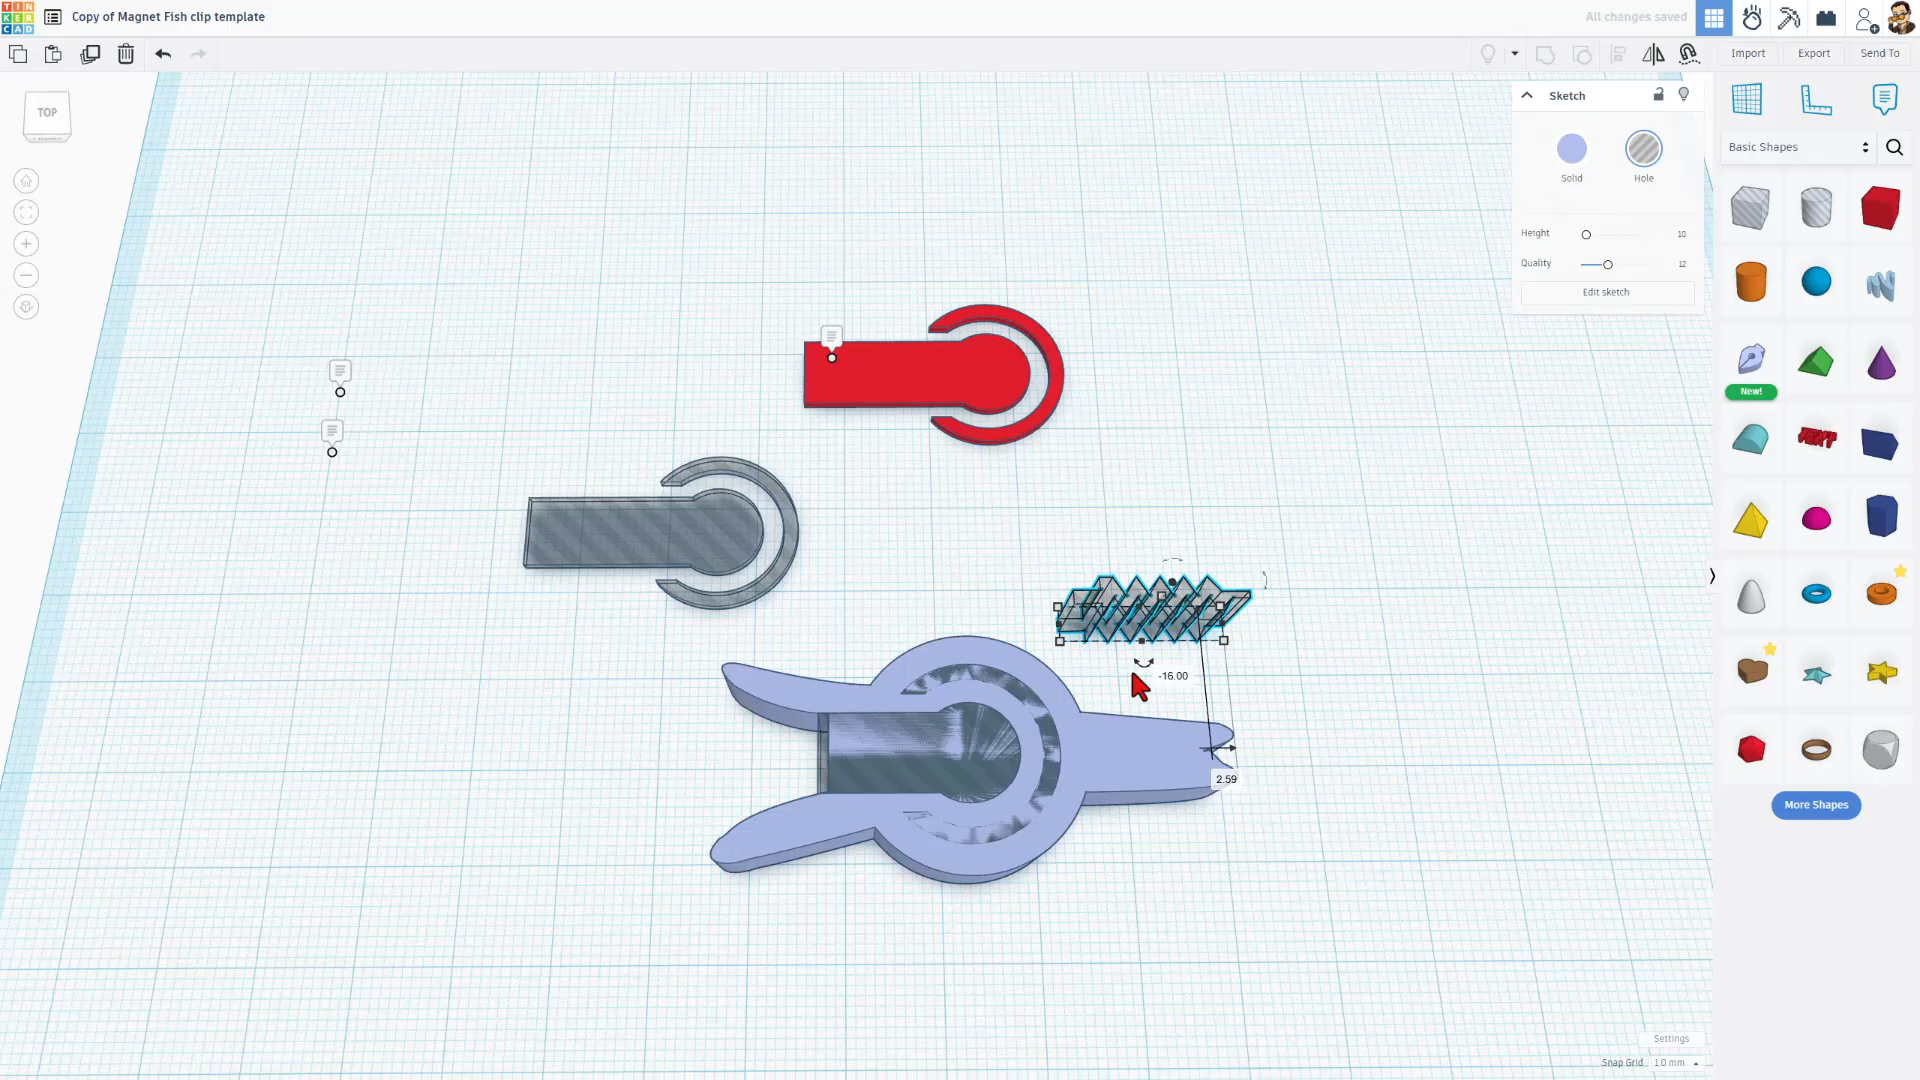 TIN
KER
CAD
Copy of Magnet Fish clip template
All changes saved
Import
Export
Send To
TOP
Sketch
Solid
Hole
Height
10
Quality
12
Edit sketch
Basic Shapes
New!
TEXT
More Shapes
-16.00
2.59
Settings
Snap Grid
1.0 mm